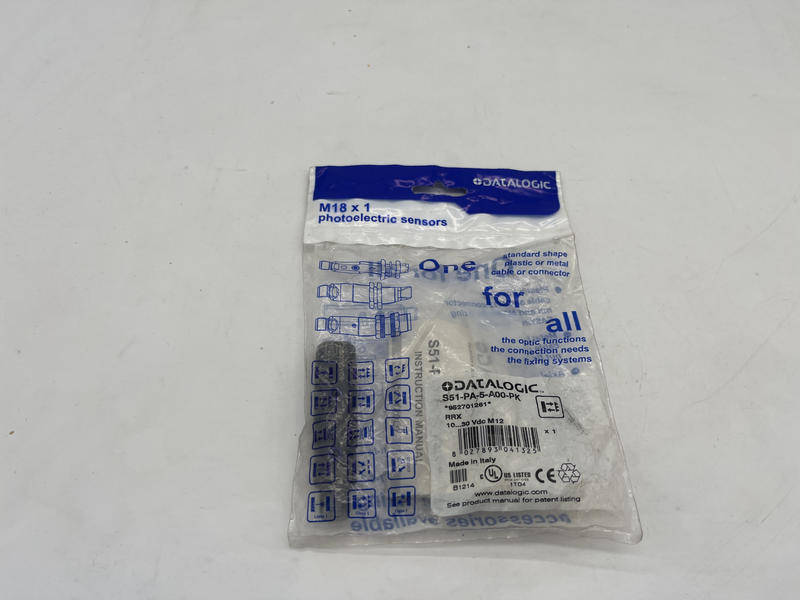 DATALOGIC
M18 x 1
photoelectric sensors
standard shape
plastic or metal
cable or connector
One
for
all
the optic functions
the connection needs
the fixing systems
S51-P
INSTRUCTION MANUAL
DATALOGIC
S51-PA-5-A00-PK
*952701261*
RRX
10...30 Vdc M12
x 1
8 027893 041325
Made in Italy
B1214
c UL US LISTED
1T04
CE
www.datalogic.com
See product manual for patent listing
accessories available